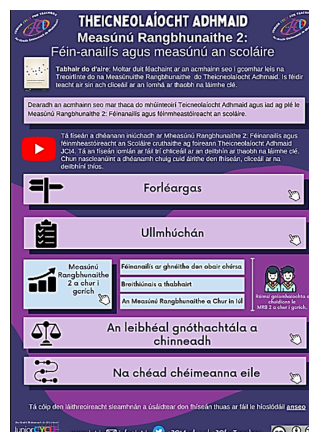 THEICNEOLAÍOCHT ADHMAID
Measúnú Rangbhunaithe 2:
Féin-anailís agus measúnú an scoláire
Tabhair do d'aire: Moltar duit féachaint ar an acmhainn seo i gcomhar leis na
Treoirlínte do na Measúnuithe Rangbhunaithe do Theicneolaíocht Adhmaid. Is féidir
teacht air sin ach cliceáil ar an íomhá ar thaobh na láimhe clé.
Dearadh an acmhainn seo mar thaca do mhúinteoirí Teicneolaíocht Adhmaid agus iad ag plé le
Measúnú Rangbhunaithe 2: Féinanailís agus féinmheastóireacht an scoláire.
Tá físeán a dhéanann iniúchadh ar Mheasúnú Rangbhunaithe 2: Féinanailís agus
féinmheastóireacht an Scoláire cruthaithe ag foireann Theicneolaíocht Adhmaid
JCt4. Tá an físeán iomlán ar fáil trí chliceáil ar an deilbhín ar thaobh na láimhe clé.
Chun nascleanúint a dhéanamh chuig cuid áirithe den fhíseán, cliceáil ar na
deilbhíní thíos.
Forléargas
Ullmhúchán
Measúnú
Rangbhunaithe
2 a chur i
gcrích
Féinanailís ar ghnéithe den obair chúrsa
Breithiúnais a thabhairt
An Measúnú Rangbhunaithe a Chur in Iúl
MRB 2 a chur i gcrích
An leibhéal gnóthachtála a
chinneadh
Na chéad chéimeanna eile
Tá cóip den láithreoireacht sleamhnán a úsáidtear don fhíseán thuas ar fáil le híoslódáil anseo
JuniorCYCLE